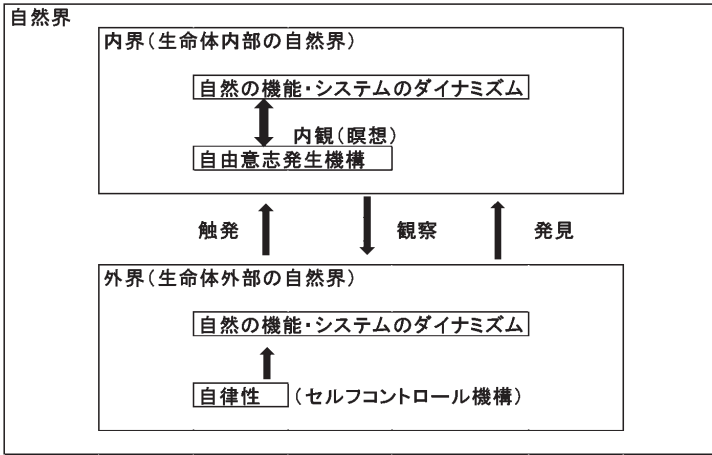 自然界
内界(生命体内部の自然界)
自然の機能・システムのダイナミズム
内観(瞑想)
自由意志発生機構
触発 観察 発見
外界(生命体外部の自然界)
自然の機能・システムのダイナミズム
自律性 (セルフコントロール機構)